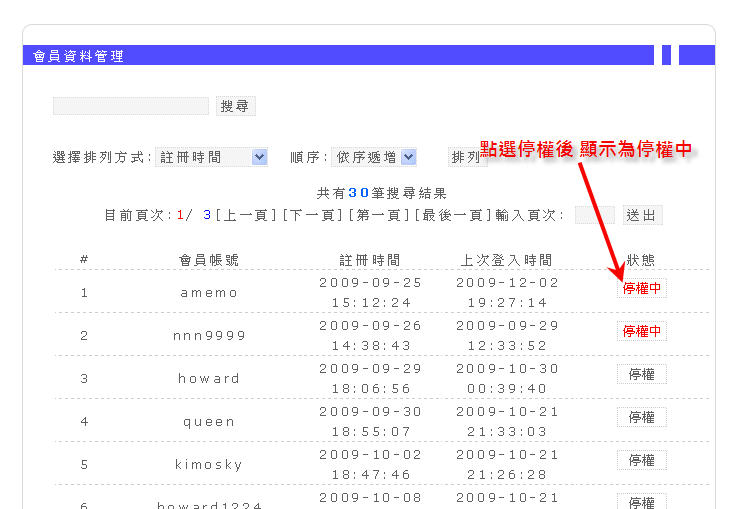 會員資料管理
搜尋
選擇排列方式: 註冊時間 順序: 依序遞增 排列
點選停權後 顯示為停權中
共有30筆搜尋結果
目前頁次:1/ 3[上一頁][下一頁][第一頁][最後一頁]輸入頁次: 送出
# 會員帳號 註冊時間 上次登入時間 狀態
1 amemo 2009-09-25 15:12:24 2009-12-02 19:27:14 停權中
2 nnn9999 2009-09-26 14:38:43 2009-09-29 12:33:52 停權中
3 howard 2009-09-29 18:06:56 2009-10-30 00:39:40 停權
4 queen 2009-09-30 18:55:07 2009-10-21 21:33:03 停權
5 kimosky 2009-10-02 18:47:46 2009-10-21 21:26:28 停權
6 howard1224 2009-10-08 2009-10-21 停權